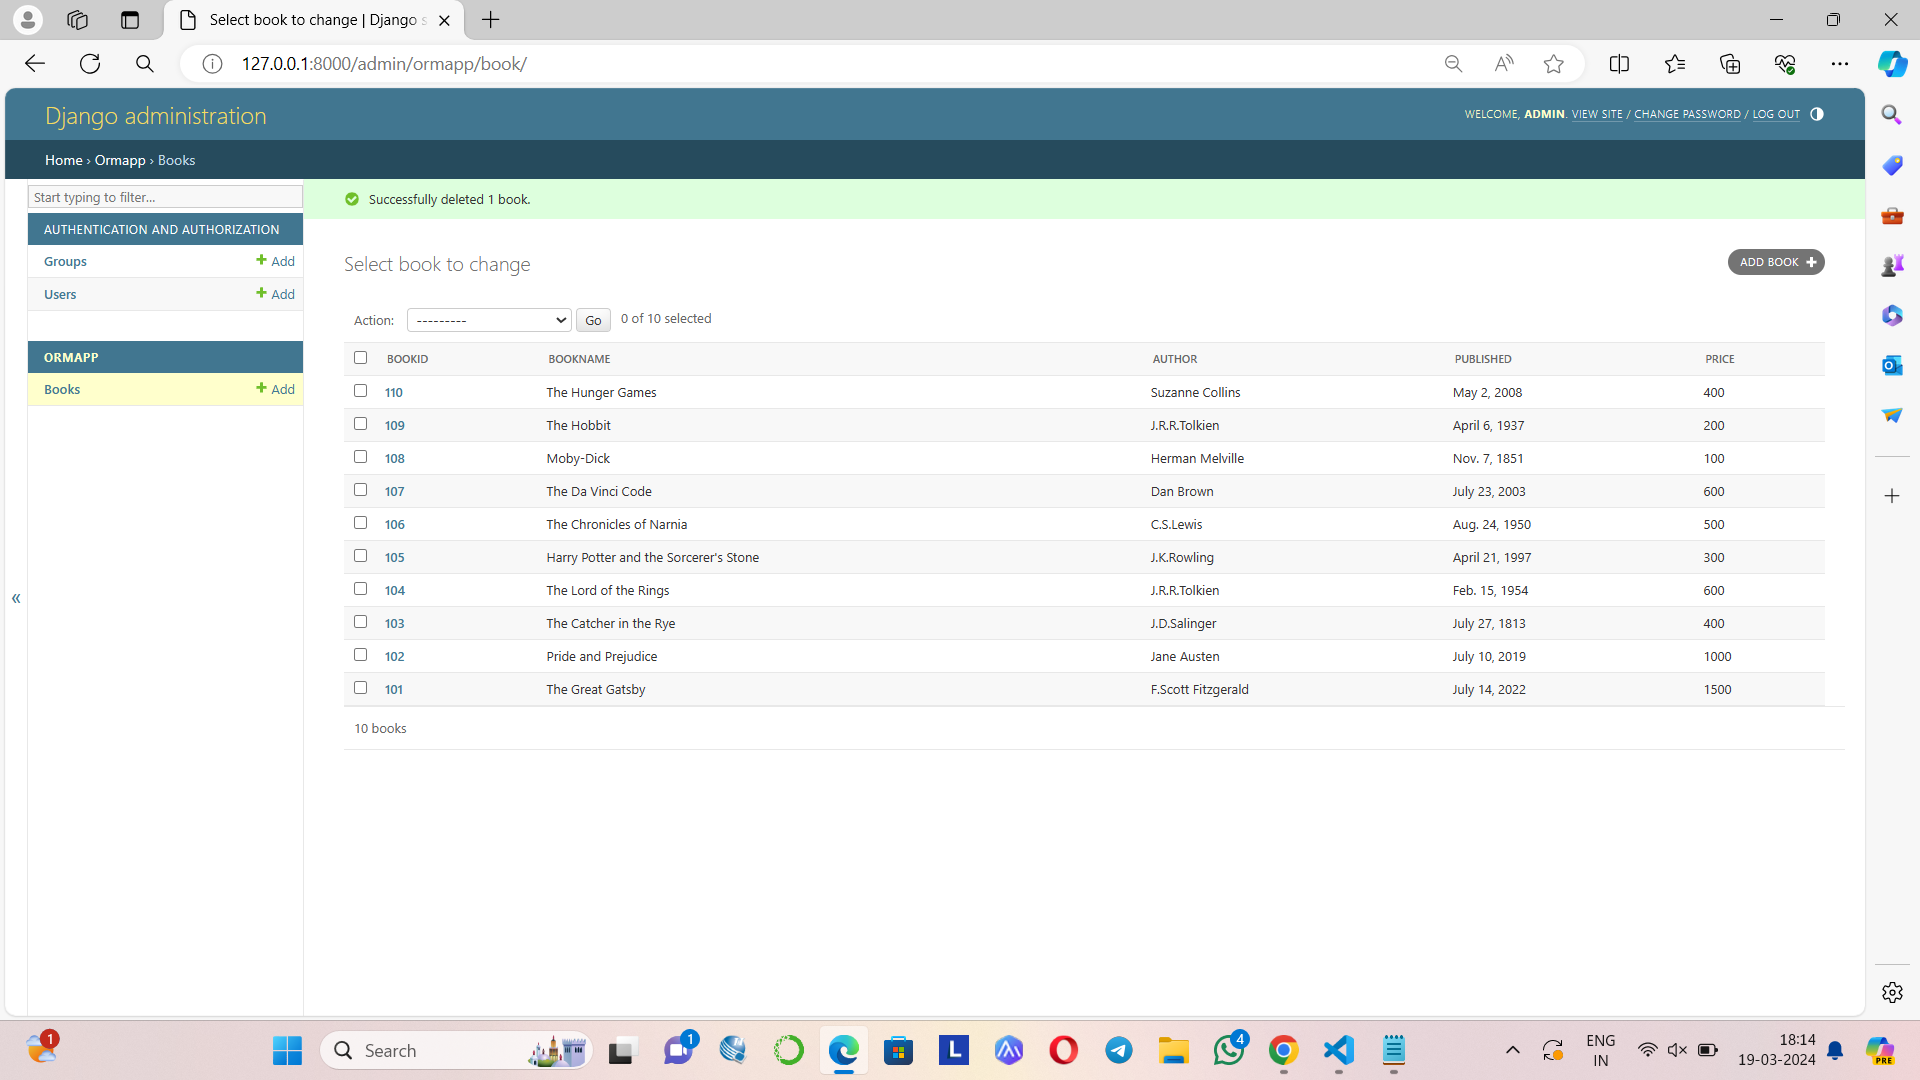 Select book to change | Django s
127.0.0.1:8000/admin/ormapp/book/
Django administration
WELCOME, ADMIN. VIEW SITE / CHANGE PASSWORD / LOG OUT
Home › Ormapp › Books
Start typing to filter...
Successfully deleted 1 book.
AUTHENTICATION AND AUTHORIZATION
Groups + Add
Users + Add
ORMAPP
Books + Add
«
Select book to change
ADD BOOK +
Action: --------- Go 0 of 10 selected
BOOKID BOOKNAME AUTHOR PUBLISHED PRICE
110 The Hunger Games Suzanne Collins May 2, 2008 400
109 The Hobbit J.R.R.Tolkien April 6, 1937 200
108 Moby-Dick Herman Melville Nov. 7, 1851 100
107 The Da Vinci Code Dan Brown July 23, 2003 600
106 The Chronicles of Narnia C.S.Lewis Aug. 24, 1950 500
105 Harry Potter and the Sorcerer's Stone J.K.Rowling April 21, 1997 300
104 The Lord of the Rings J.R.R.Tolkien Feb. 15, 1954 600
103 The Catcher in the Rye J.D.Salinger July 27, 1813 400
102 Pride and Prejudice Jane Austen July 10, 2019 1000
101 The Great Gatsby F.Scott Fitzgerald July 14, 2022 1500
10 books
1
Search
1
L
4
ENG
IN
18:14
19-03-2024
PRE